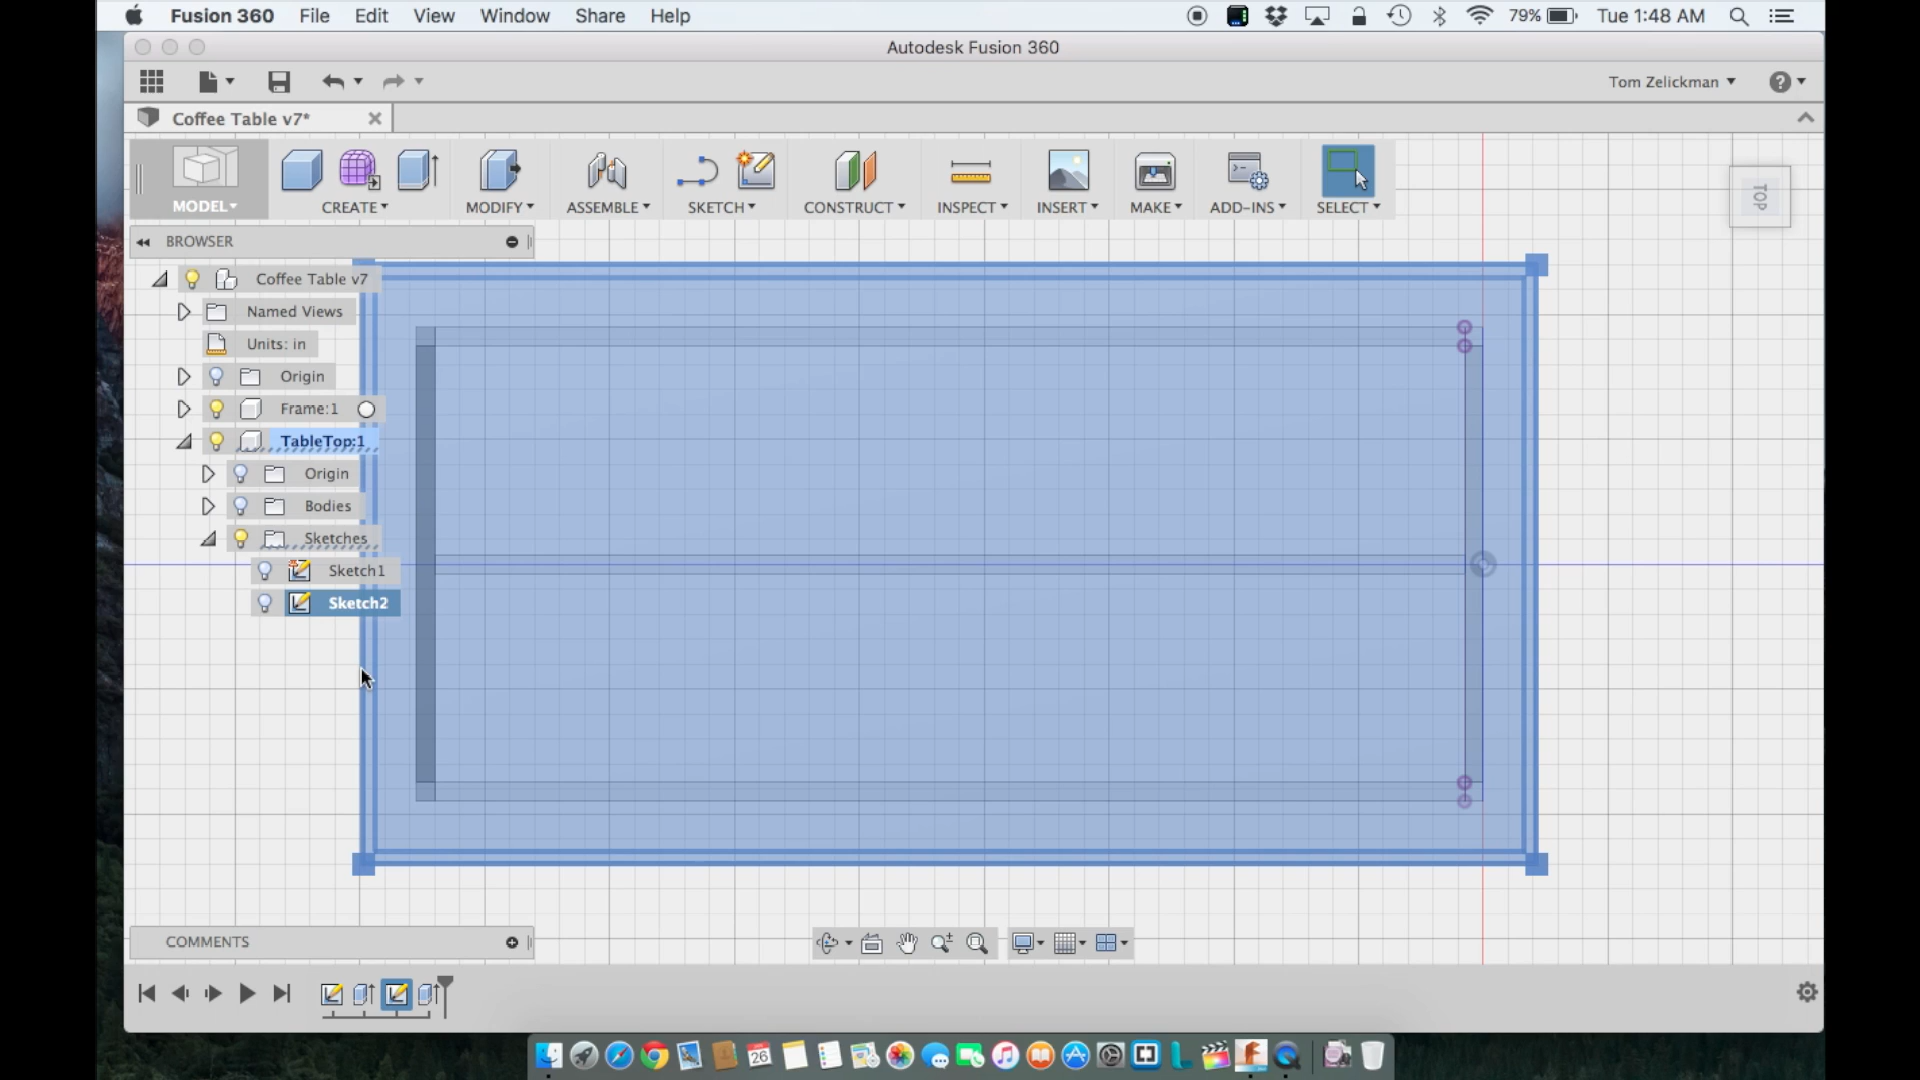 Fusion 360 File Edit View Window Share Help 79% Tue 1:48 AM
Autodesk Fusion 360
Tom Zelickman
Coffee Table v7*
MODEL CREATE MODIFY ASSEMBLE SKETCH CONSTRUCT INSPECT INSERT MAKE ADD-INS SELECT
TOP
BROWSER
Coffee Table v7
Named Views
Units: in
Origin
Frame:1
TableTop:1
Origin
Bodies
Sketches
Sketch1
Sketch2
COMMENTS
26